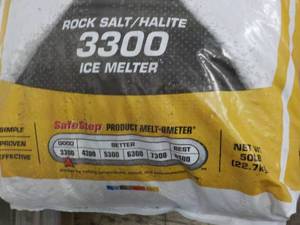 ROCK SALT/HALITE
3300
ICE MELTER
SIMPLE
PROVEN
EFFECTIVE
SafeStep PRODUCT MELT-OMETER
GOOD BETTER BEST
3300 4300 5300 6300 7300 8300
NET WT
50LB
(22.7kg)